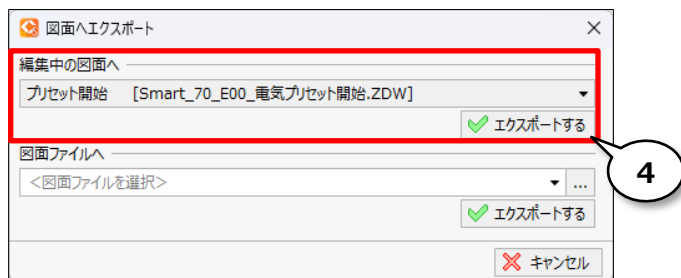 図面へエクスポート
編集中の図面へ
プリセット開始 [Smart_70_E00_電気プリセット開始.ZDW]
エクスポートする
4
図面ファイルへ
<図面ファイルを選択>
...
エクスポートする
キャンセル